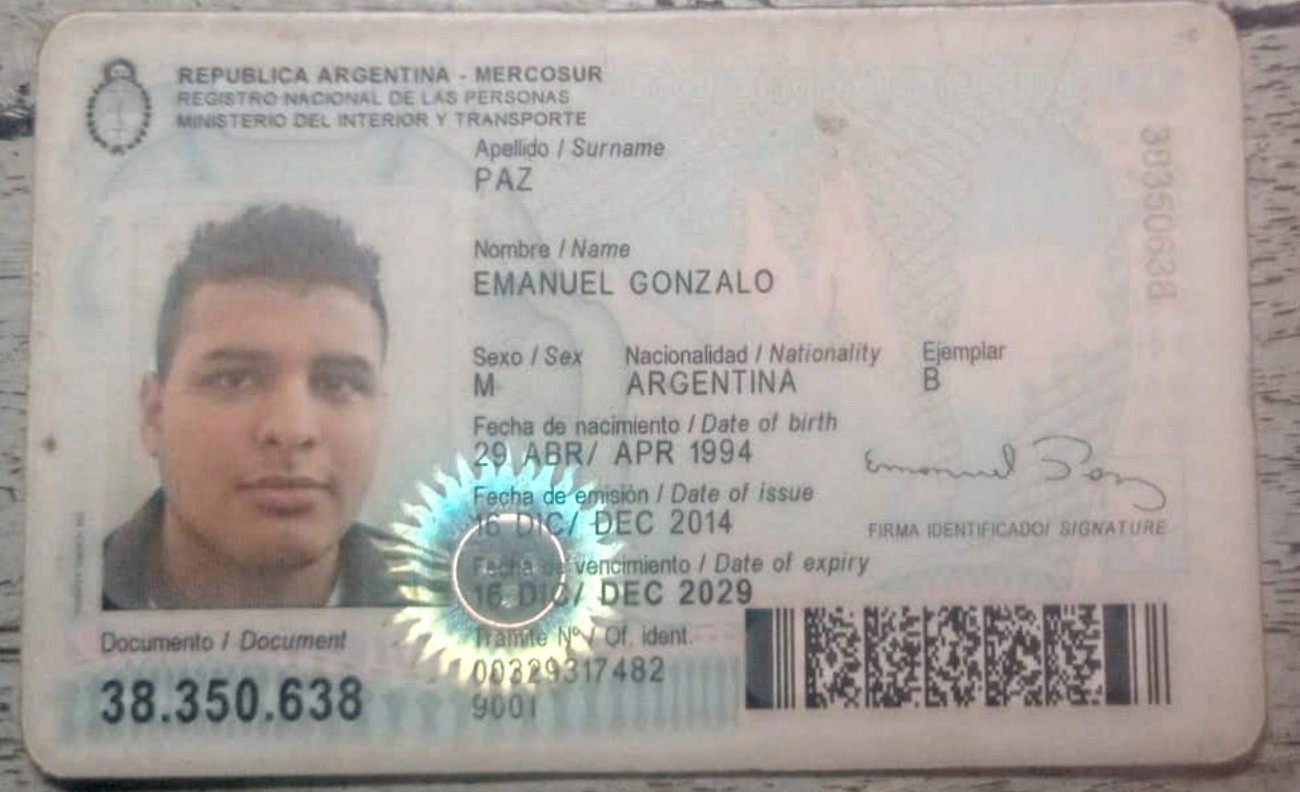 REPUBLICA ARGENTINA - MERCOSUR
REGISTRO NACIONAL DE LAS PERSONAS
MINISTERIO DEL INTERIOR Y TRANSPORTE
Apellido / Surname
PAZ
Nombre / Name
EMANUEL GONZALO
Sexo / Sex Nacionalidad / Nationality Ejemplar
M ARGENTINA B
Fecha de nacimiento / Date of birth
29 ABR/ APR 1994
Fecha de emisión / Date of issue
16 DIC/ DEC 2014
Fecha de vencimiento / Date of expiry
16 DIC/ DEC 2029
Emanuel Paz
FIRMA IDENTIFICADO/ SIGNATURE
Trámite Nº / Of. ident.
00329317482
9001
Documento / Document
38.350.638
38350638